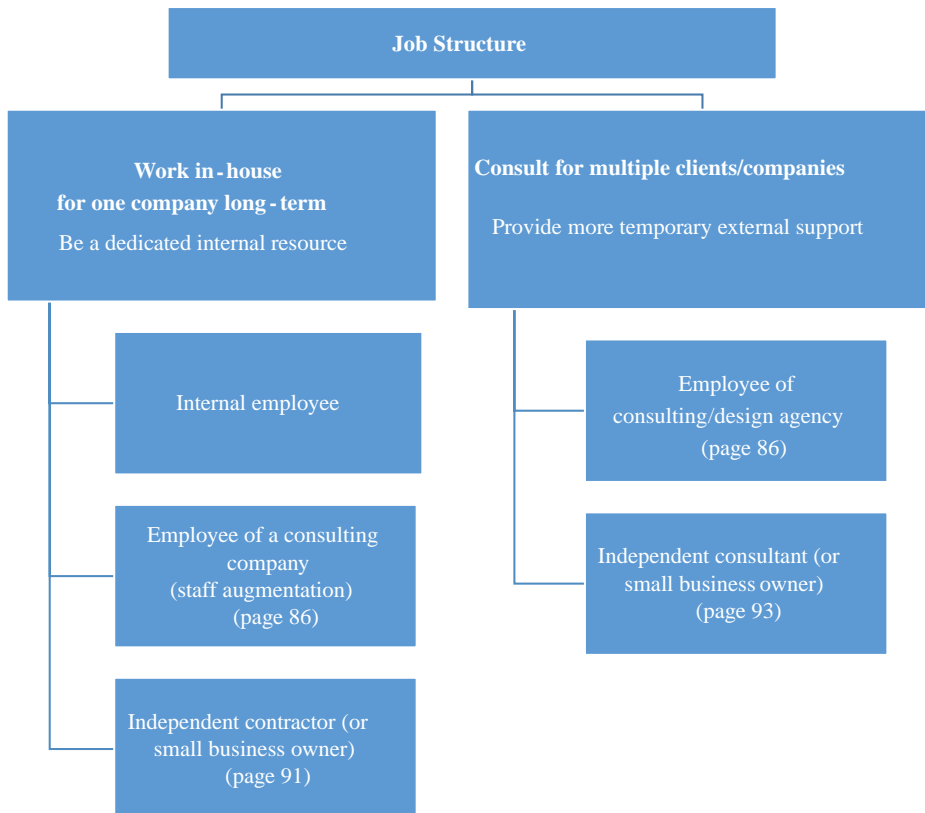 Job Structure
Work in-house
for one company long-term
Be a dedicated internal resource
Internal employee
Employee of a consulting
company
(staff augmentation)
(page 86)
Independent contractor (or
small business owner)
(page 91)
Consult for multiple clients/companies
Provide more temporary external support
Employee of
consulting/design agency
(page 86)
Independent consultant (or
small business owner)
(page 93)